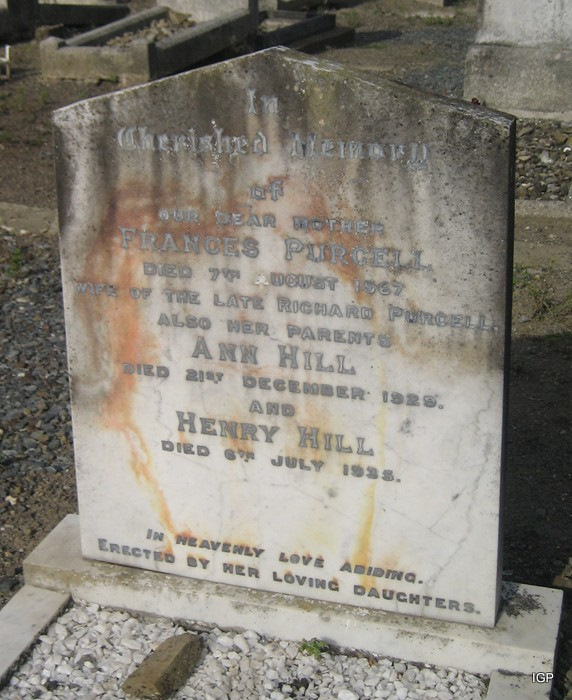 In
Cherished Memory
of
OUR DEAR MOTHER
FRANCES PURCELL
DIED 7TH AUGUST 1967
WIFE OF THE LATE RICHARD PURCELL.
ALSO HER PARENTS
ANN HILL
DIED 21ST DECEMBER 1929.
AND
HENRY HILL
DIED 6TH JULY 1935.
IN HEAVENLY LOVE ABIDING.
ERECTED BY HER LOVING DAUGHTERS.
IGP